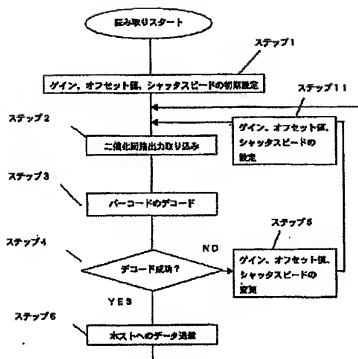 読み取りスタート
ステップ1
ゲイン、オフセット値、シャッタスピードの初期設定
ステップ11
ステップ2
ゲイン、オフセット値、
シャッタスピードの
設定
二値化回路出力取り込み
ステップ3
バーコードのデコード
ステップ5
ステップ4
NO
ゲイン、オフセット値、
シャッタスピードの
変更
デコード成功?
YES
ステップ6
ホストへのデータ送信